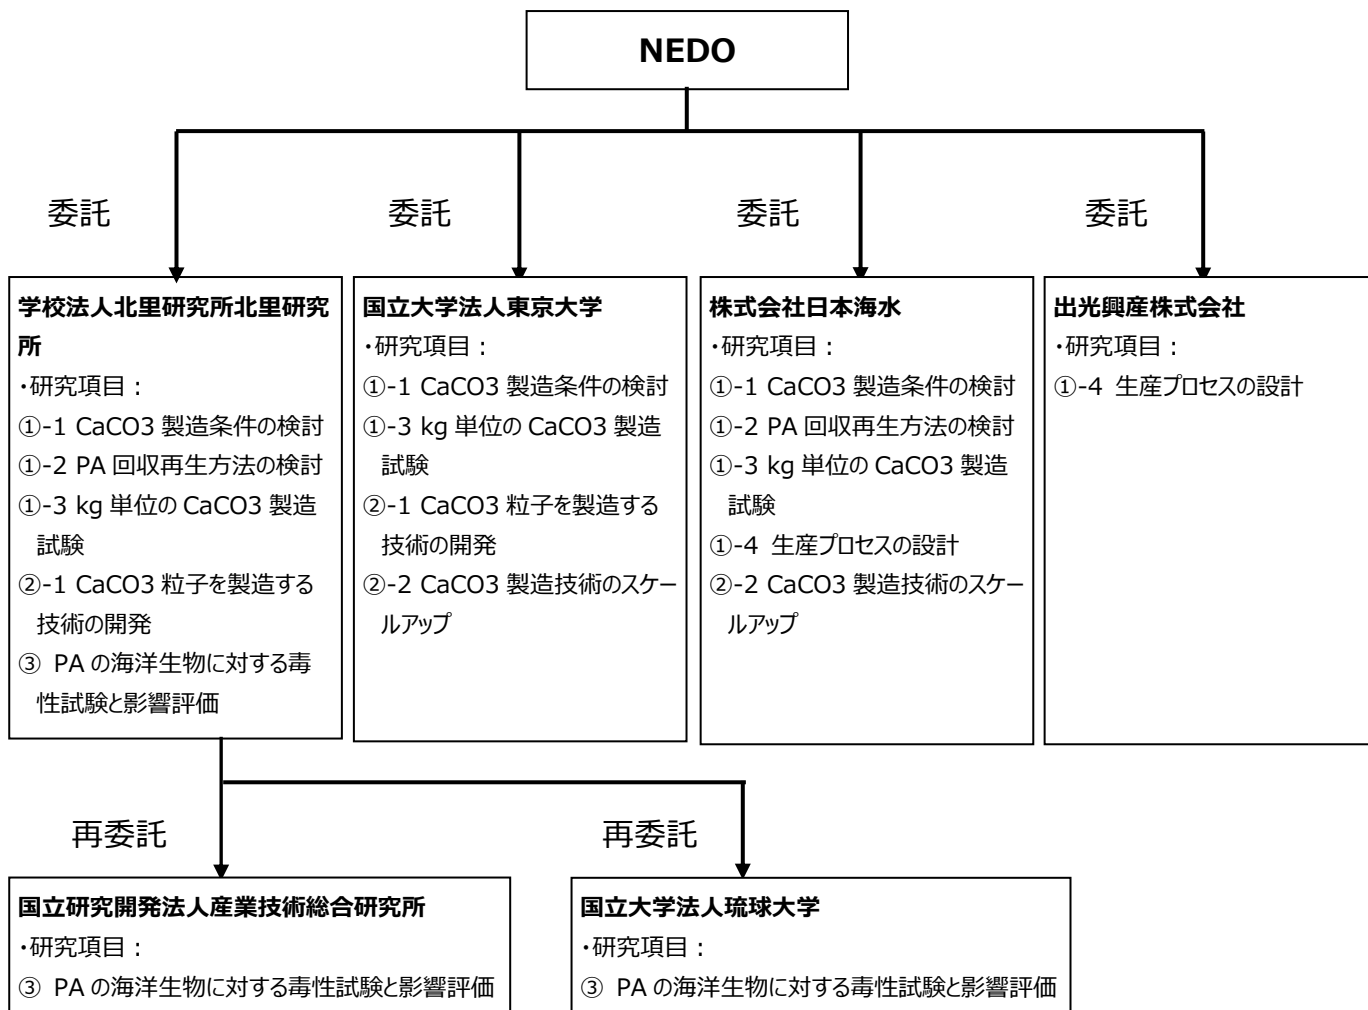 NEDO
委託
委託
委託
委託
学校法人北里研究所北里研究
所
・研究項目：
①-1 CaCO3 製造条件の検討
①-2 PA 回収再生方法の検討
①-3 kg 単位の CaCO3 製造
試験
②-1 CaCO3 粒子を製造する
技術の開発
③ PA の海洋生物に対する毒
性試験と影響評価
国立大学法人東京大学
・研究項目：
①-1 CaCO3 製造条件の検討
①-3 kg 単位の CaCO3 製造
試験
②-1 CaCO3 粒子を製造する
技術の開発
②-2 CaCO3 製造技術のスケー
ルアップ
株式会社日本海水
・研究項目：
①-1 CaCO3 製造条件の検討
①-2 PA 回収再生方法の検討
①-3 kg 単位の CaCO3 製造
試験
①-4 生産プロセスの設計
②-2 CaCO3 製造技術のスケー
ルアップ
出光興産株式会社
・研究項目：
①-4 生産プロセスの設計
再委託
再委託
国立研究開発法人産業技術総合研究所
・研究項目：
③ PA の海洋生物に対する毒性試験と影響評価
国立大学法人琉球大学
・研究項目：
③ PA の海洋生物に対する毒性試験と影響評価